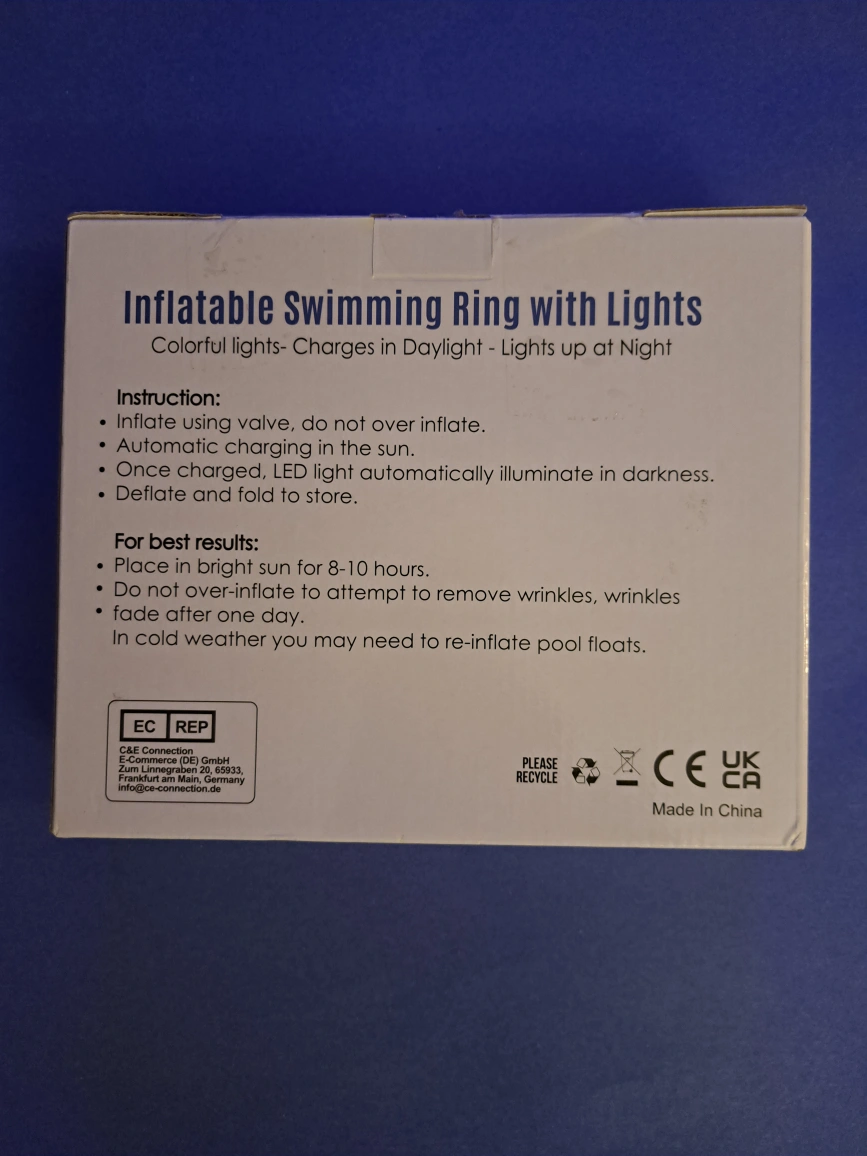 Inflatable Swimming Ring with Lights
Colorful lights- Charges in Daylight - Lights up at Night
Instruction:
• Inflate using valve, do not over inflate.
• Automatic charging in the sun.
• Once charged, LED light automatically illuminate in darkness.
• Deflate and fold to store.
For best results:
• Place in bright sun for 8-10 hours.
• Do not over-inflate to attempt to remove wrinkles, wrinkles
• fade after one day.
In cold weather you may need to re-inflate pool floats.
EC REP
C&E Connection
E-Commerce (DE) GmbH
Zum Linnegraben 20, 65933,
Frankfurt am Main, Germany
info@ce-connection.de
PLEASE
RECYCLE
CE
UK
CA
Made In China